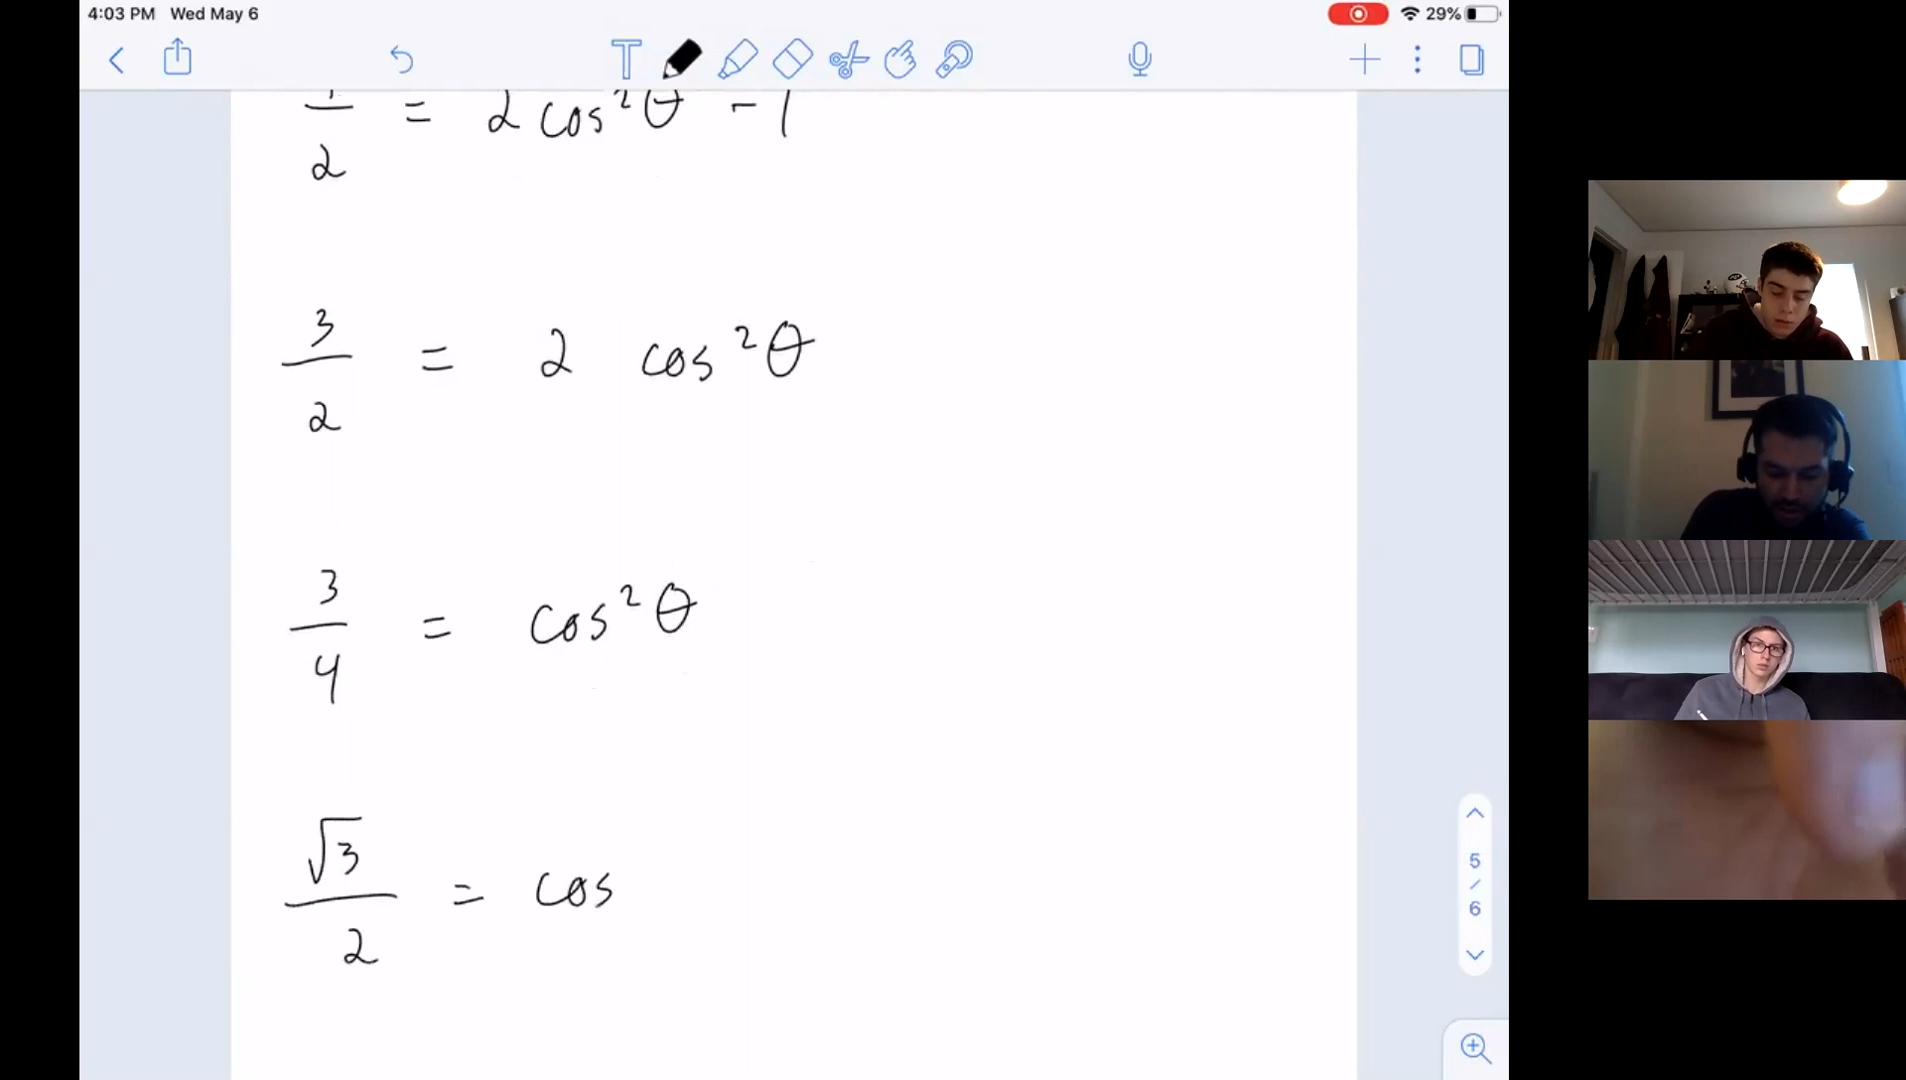 4:03 PM Wed May 6
29%
T
/2 = 2 cos²θ - 1
3/2 = 2 cos²θ
3/4 = cos²θ
√3/2 = cos
5
/
6